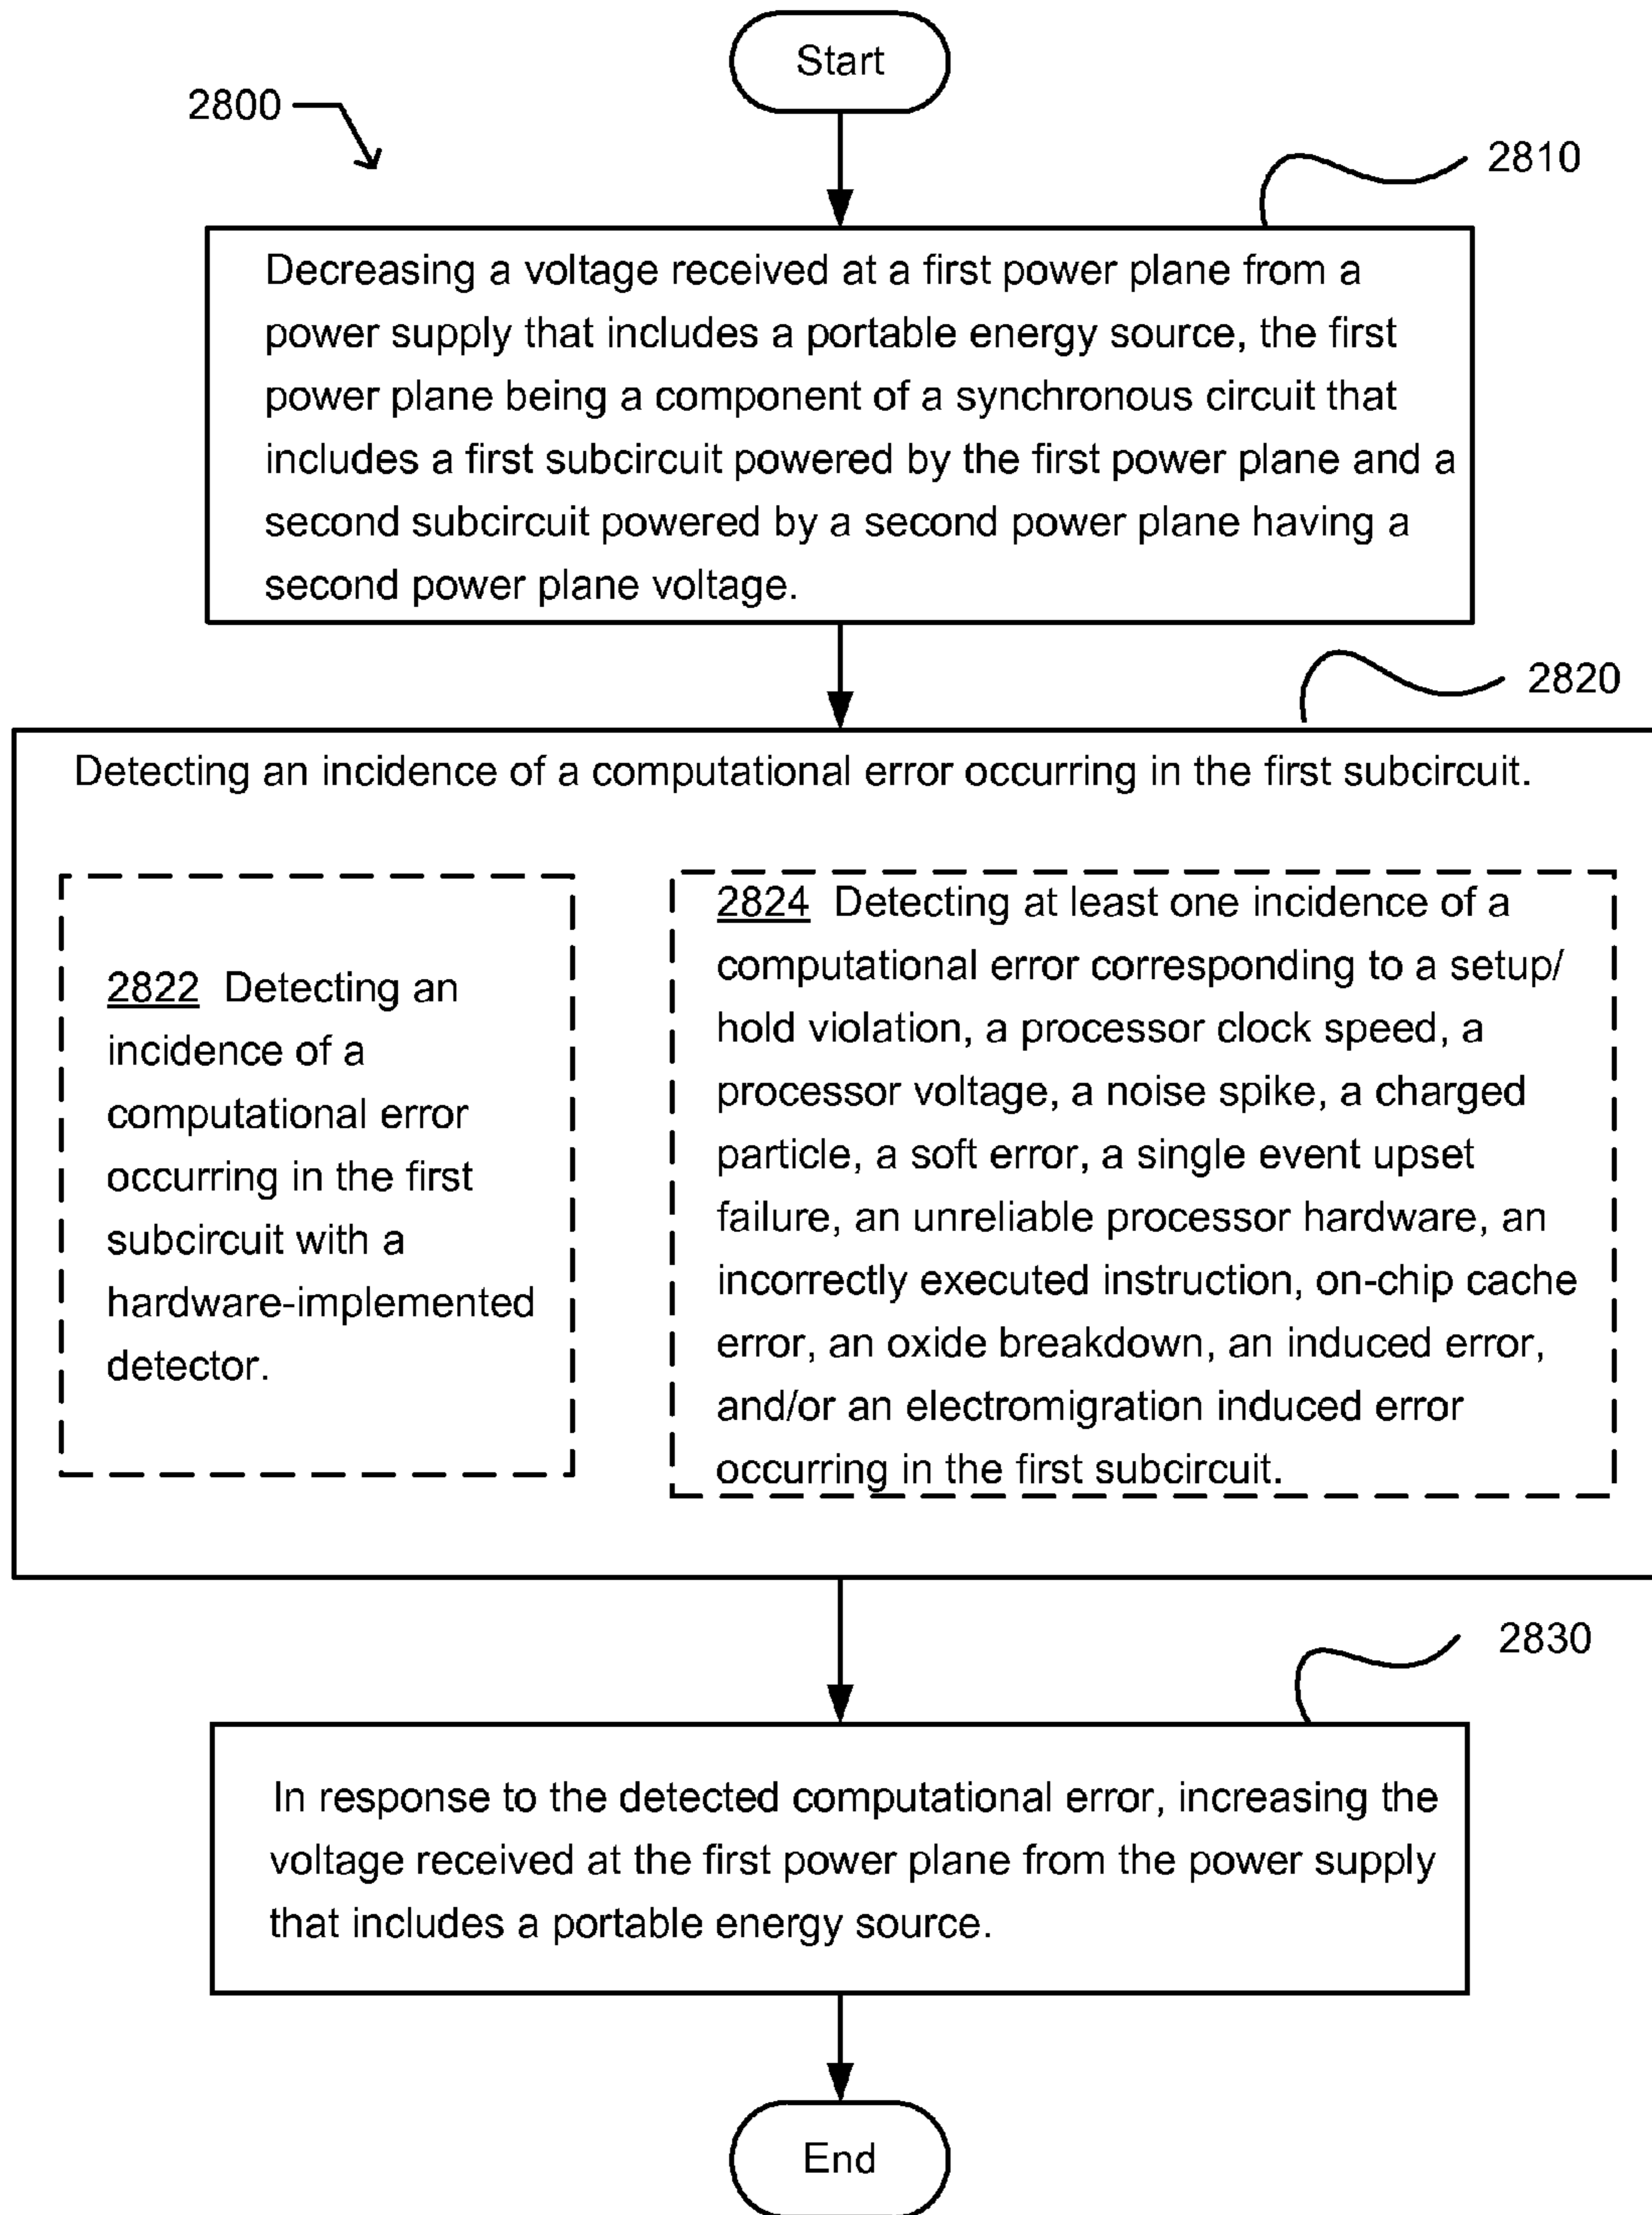 Start
2800
2810
Decreasing a voltage received at a first power plane from a
power supply that includes a portable energy source, the first
power plane being a component of a synchronous circuit that
includes a first subcircuit powered by the first power plane and a
second subcircuit powered by a second power plane having a
second power plane voltage.
2820
Detecting an incidence of a computational error occurring in the first subcircuit.
2822 Detecting an
incidence of a
computational error
occurring in the first
subcircuit with a
hardware-implemented
detector.
2824 Detecting at least one incidence of a
computational error corresponding to a setup/
hold violation, a processor clock speed, a
processor voltage, a noise spike, a charged
particle, a soft error, a single event upset
failure, an unreliable processor hardware, an
incorrectly executed instruction, on-chip cache
error, an oxide breakdown, an induced error,
and/or an electromigration induced error
occurring in the first subcircuit.
2830
In response to the detected computational error, increasing the
voltage received at the first power plane from the power supply
that includes a portable energy source.
End